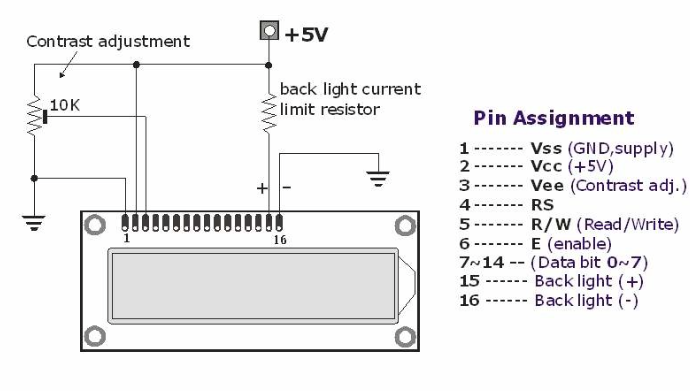 +5V
Contrast adjustment
back light current
limit resistor
10K
+ -
1 16
Pin Assignment
1 ------- Vss (GND,supply)
2 ------- Vcc (+5V)
3 ------- Vee (Contrast adj.)
4 ------- RS
5 ------- R/W (Read/Write)
6 ------- E (enable)
7~14 -- (Data bit 0~7)
15 ------ Back light (+)
16 ------ Back light (-)